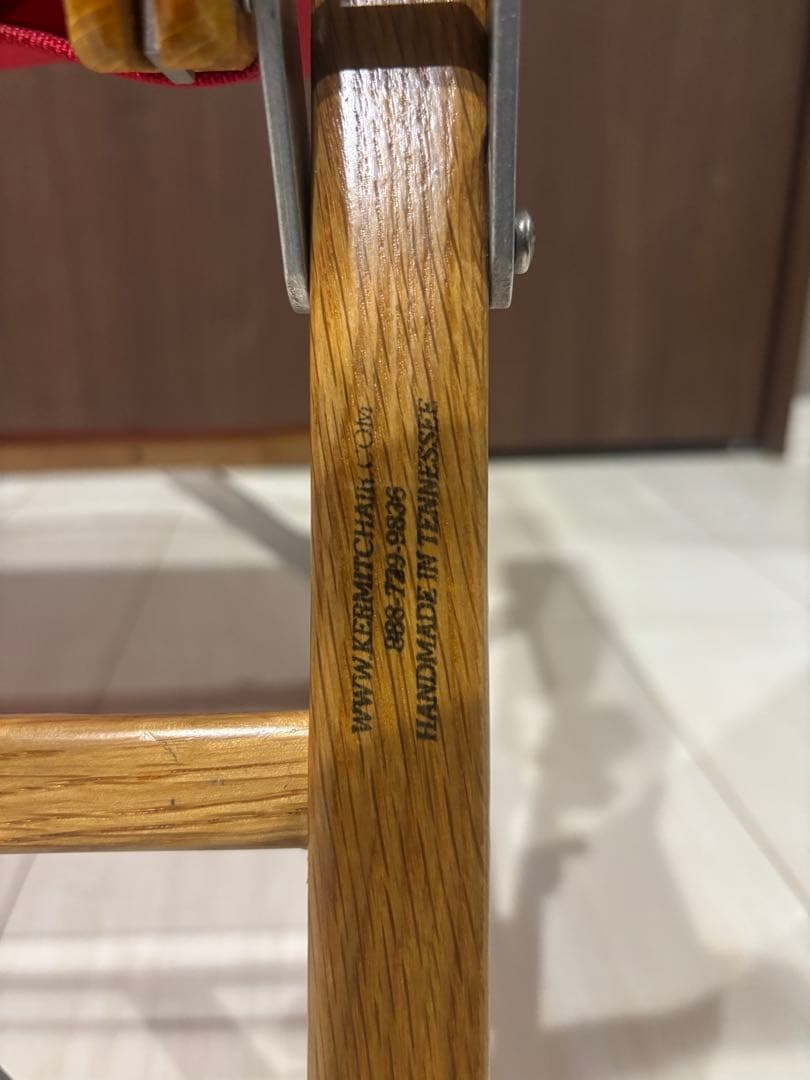 WWW.KERMITCHAIR.COM
888-729-9836
HANDMADE IN TENNESSEE